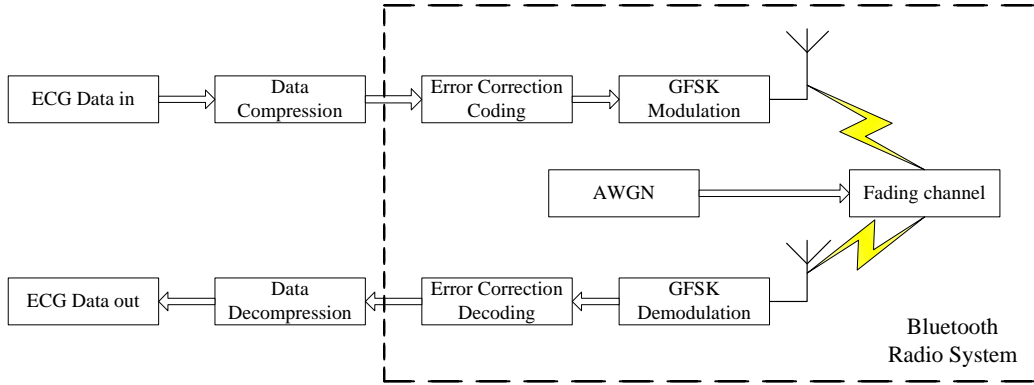 ECG Data in
Data
Compression
Error Correction
Coding
GFSK
Modulation
AWGN
Fading channel
ECG Data out
Data
Decompression
Error Correction
Decoding
GFSK
Demodulation
Bluetooth
Radio System